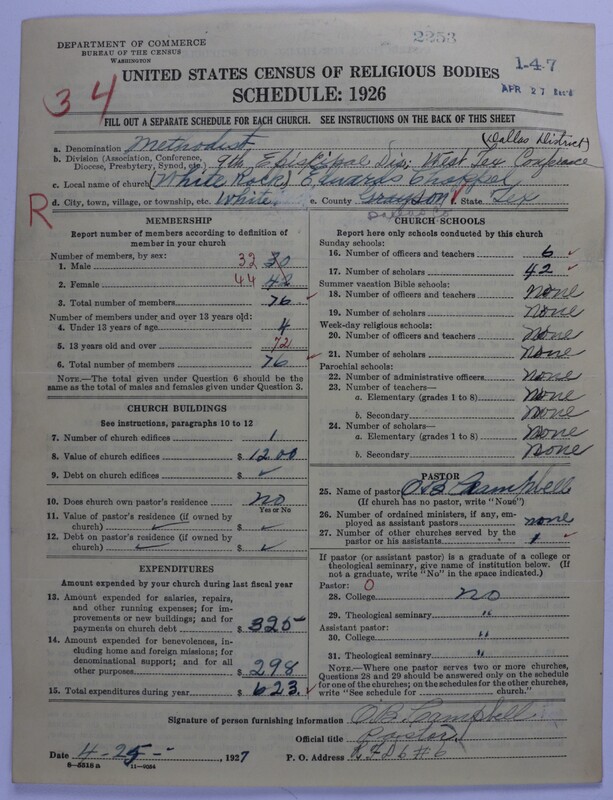 2253
DEPARTMENT OF COMMERCE
BUREAU OF THE CENSUS
WASHINGTON
1-4-7
APR 27
UNITED STATES CENSUS OF RELIGIOUS BODIES
34
SCHEDULE: 1926
FILL OUT A SEPARATE SCHEDULE FOR EACH CHURCH. SEE INSTRUCTIONS ON THE BACK OF THIS SHEET
a. Denomination Methodist (Dallas District)
b. Division (Association, Conference, Diocese, Presbytery, Synod, etc.) 9th Episcipal Dis; West Tex Conference
c. Local name of church (White Rock) Edwards Chappel
R
d. City, town, village, or township, etc. White e. County Grayson State Tex
Dallas Co
MEMBERSHIP
Report number of members according to definition of
member in your church
Number of members, by sex:
1. Male 32 30
2. Female 44 42
3. Total number of members 76
Number of members under and over 13 years old:
4. Under 13 years of age 4
5. 13 years old and over 72
6. Total number of members 76
NOTE.—The total given under Question 6 should be
the same as the total of males and females given under Question 3.
CHURCH BUILDINGS
See instructions, paragraphs 10 to 12
7. Number of church edifices 1
8. Value of church edifices $ 1200
9. Debt on church edifices $
10. Does church own pastor's residence no
Yes or No
11. Value of pastor's residence (if owned by
church) $
12. Debt on pastor's residence (if owned by
church) $
EXPENDITURES
Amount expended by your church during last fiscal year
13. Amount expended for salaries, repairs,
and other running expenses; for im-
provements or new buildings; and for
payments on church debt $ 325
14. Amount expended for benevolences, in-
cluding home and foreign missions; for
denominational support; and for all
other purposes $ 298
15. Total expenditures during year $ 623
CHURCH SCHOOLS
Report here only schools conducted by this church
Sunday schools:
16. Number of officers and teachers 6
17. Number of scholars 42
Summer vacation Bible schools:
18. Number of officers and teachers none
19. Number of scholars none
Week-day religious schools:
20. Number of officers and teachers none
21. Number of scholars none
Parochial schools:
22. Number of administrative officers none
23. Number of teachers—
a. Elementary (grades 1 to 8) none
b. Secondary none
24. Number of scholars—
a. Elementary (grades 1 to 8) none
b. Secondary none
PASTOR
25. Name of pastor O.B. Campbell
(If church has no pastor, write "None")
26. Number of ordained ministers, if any, em-
ployed as assistant pastors none
27. Number of other churches served by the
pastor or his assistants 1
If pastor (or assistant pastor) is a graduate of a college or
theological seminary, give name of institution below. (If
not a graduate, write "No" in the space indicated.)
Pastor: 0
28. College no
29. Theological seminary "
Assistant pastor:
30. College "
31. Theological seminary "
NOTE.—Where one pastor serves two or more churches,
Questions 28 and 29 should be answered only on the schedule
for one of the churches; on the schedules for the other churches,
write "See schedule for church."
Signature of person furnishing information O.B. Campbell
Official title Pastor
Date 4-25- , 1927 P. O. Address R.F.D 6 #6
8—5518 a 11—9054